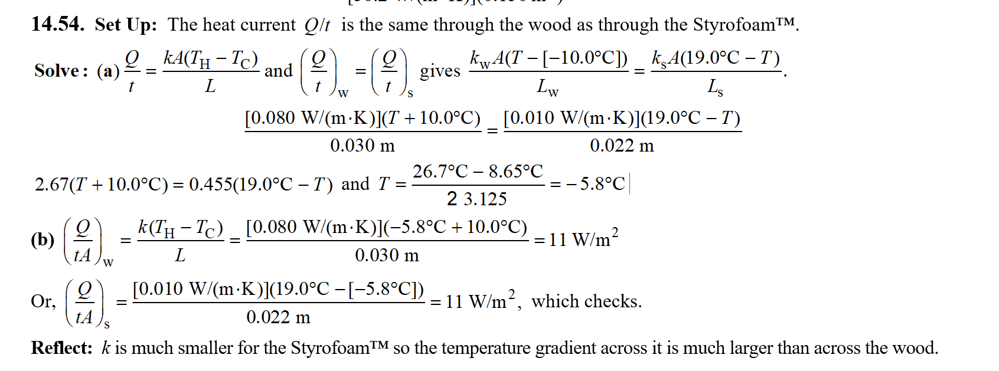 14.54. Set Up: The heat current Q/t is the same through the wood as through the Styrofoam™.
Solve: (a) Q/t = kA(T_H − T_C)/L and (Q/t)_w = (Q/t)_s gives k_w A(T − [−10.0°C])/L_w = k_s A(19.0°C − T)/L_s.
[0.080 W/(m·K)](T + 10.0°C)/0.030 m = [0.010 W/(m·K)](19.0°C − T)/0.022 m
2.67(T + 10.0°C) = 0.455(19.0°C − T) and T = 26.7°C − 8.65°C/2 3.125 = −5.8°C
(b) (Q/tA)_w = k(T_H − T_C)/L = [0.080 W/(m·K)](−5.8°C + 10.0°C)/0.030 m = 11 W/m²
Or, (Q/tA)_s = [0.010 W/(m·K)](19.0°C − [−5.8°C])/0.022 m = 11 W/m², which checks.
Reflect: k is much smaller for the Styrofoam™ so the temperature gradient across it is much larger than across the wood.